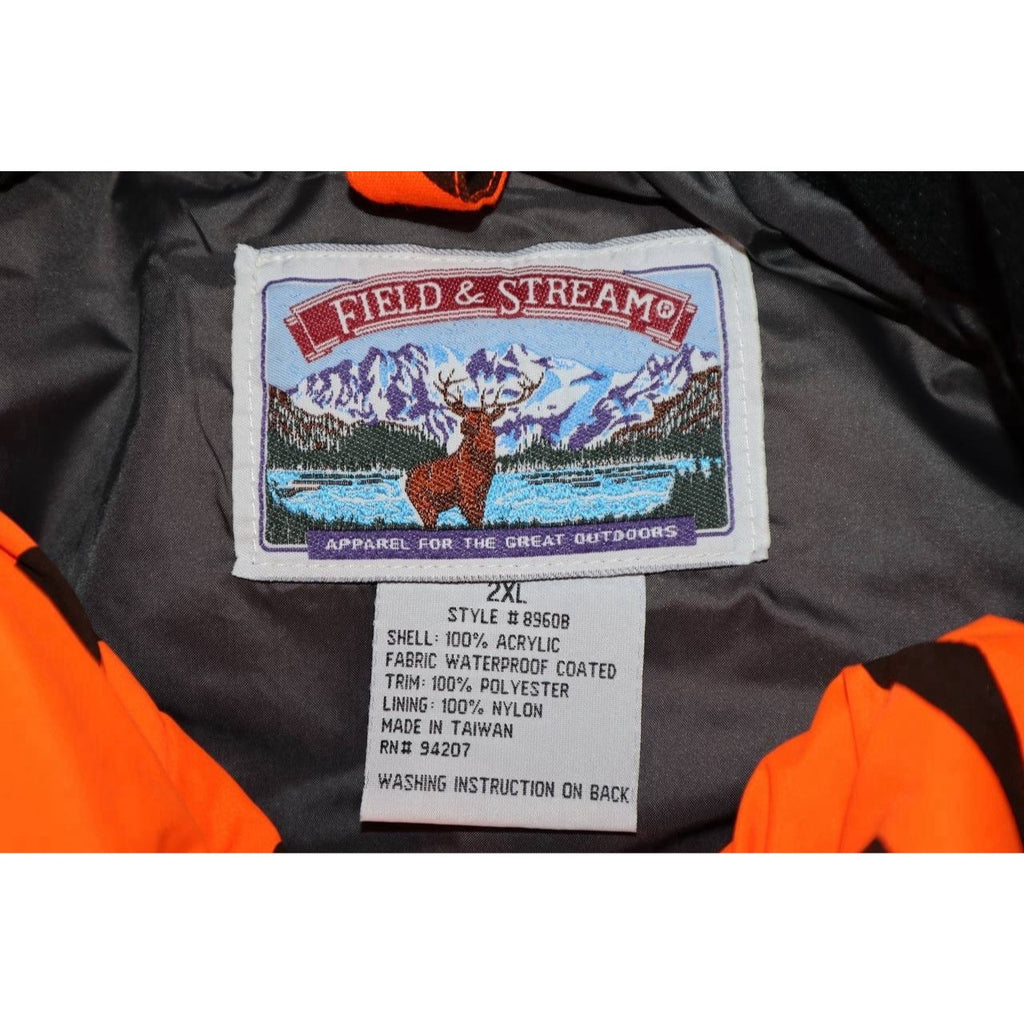 FIELD & STREAM®
APPAREL FOR THE GREAT OUTDOORS
2XL
STYLE # 8960B
SHELL: 100% ACRYLIC
FABRIC WATERPROOF COATED
TRIM: 100% POLYESTER
LINING: 100% NYLON
MADE IN TAIWAN
RN# 94207
WASHING INSTRUCTION ON BACK